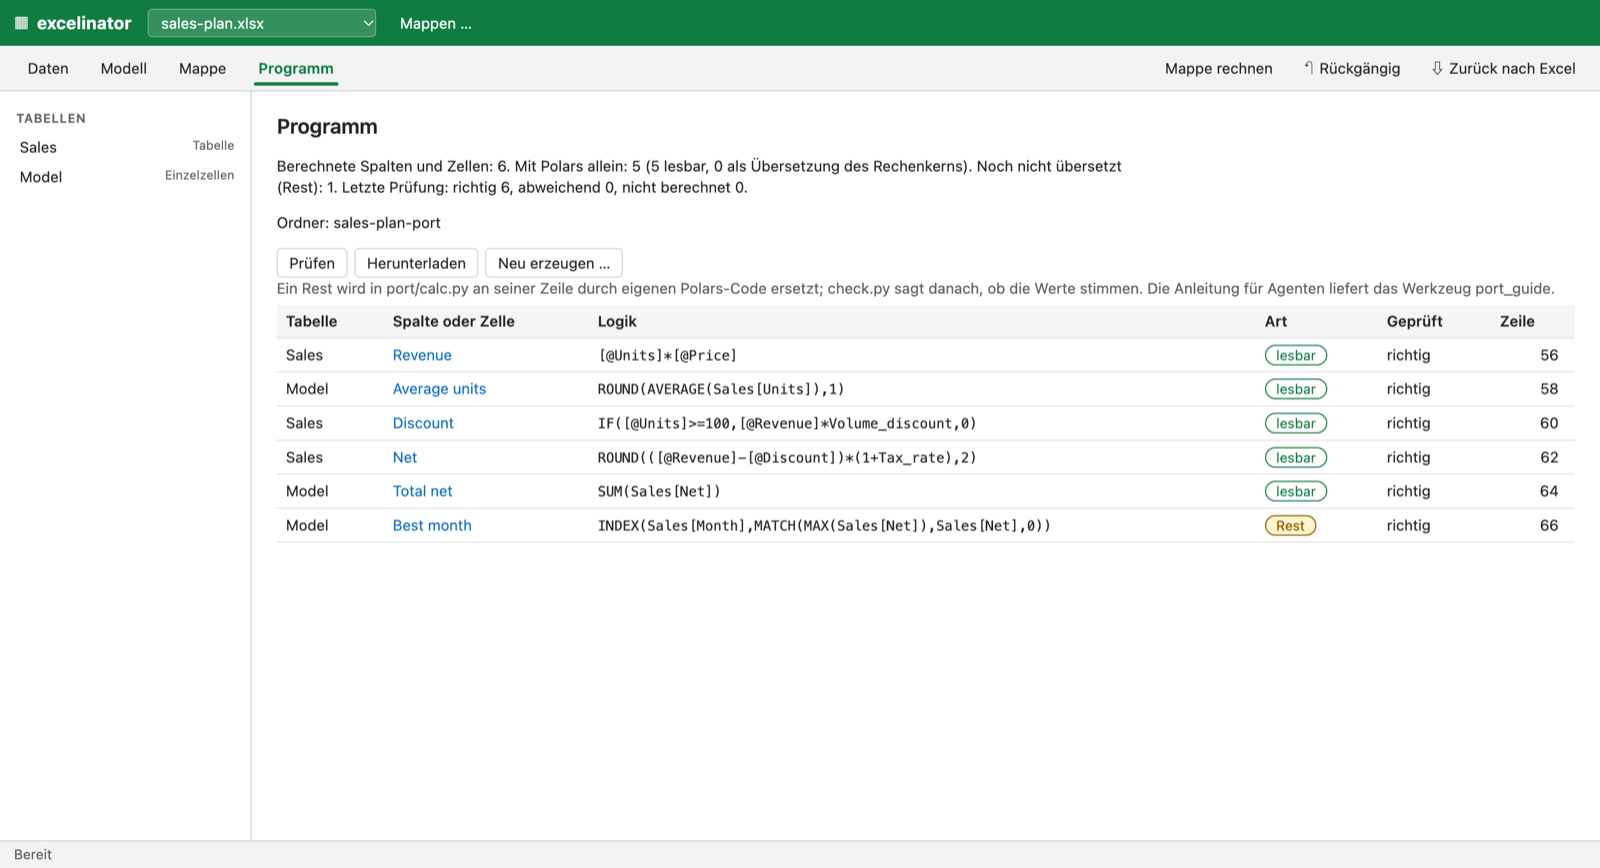 excelinator
sales-plan.xlsx
Mappen ...
Daten Modell Mappe Programm
Mappe rechnen Rückgängig Zurück nach Excel
TABELLEN
Sales Tabelle
Model Einzelzellen
Programm
Berechnete Spalten und Zellen: 6. Mit Polars allein: 5 (5 lesbar, 0 als Übersetzung des Rechenkerns). Noch nicht übersetzt
(Rest): 1. Letzte Prüfung: richtig 6, abweichend 0, nicht berechnet 0.
Ordner: sales-plan-port
Prüfen Herunterladen Neu erzeugen ...
Ein Rest wird in port/calc.py an seiner Zeile durch eigenen Polars-Code ersetzt; check.py sagt danach, ob die Werte stimmen. Die Anleitung für Agenten liefert das Werkzeug port_guide.
Tabelle Spalte oder Zelle Logik Art Geprüft Zeile
Sales Revenue [@Units]*[@Price] lesbar richtig 56
Model Average units ROUND(AVERAGE(Sales[Units]),1) lesbar richtig 58
Sales Discount IF([@Units]>=100,[@Revenue]*Volume_discount,0) lesbar richtig 60
Sales Net ROUND(([@Revenue]-[@Discount])*(1+Tax_rate),2) lesbar richtig 62
Model Total net SUM(Sales[Net]) lesbar richtig 64
Model Best month INDEX(Sales[Month],MATCH(MAX(Sales[Net]),Sales[Net],0)) Rest richtig 66
Bereit